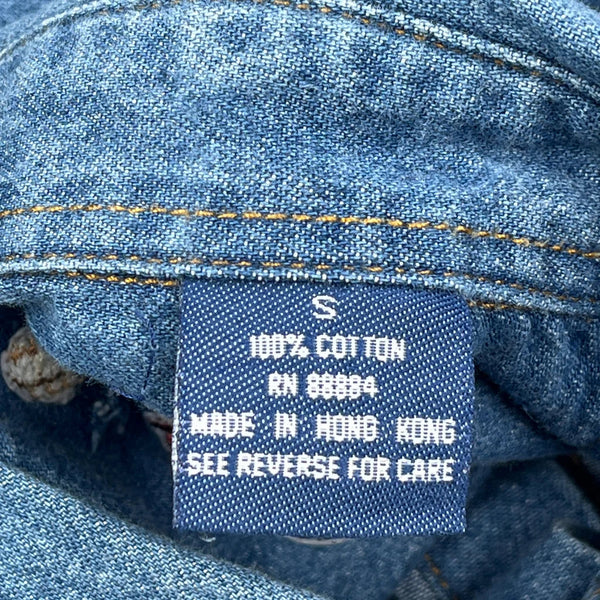 S
100% COTTON
RN 88884
MADE IN HONG KONG
SEE REVERSE FOR CARE